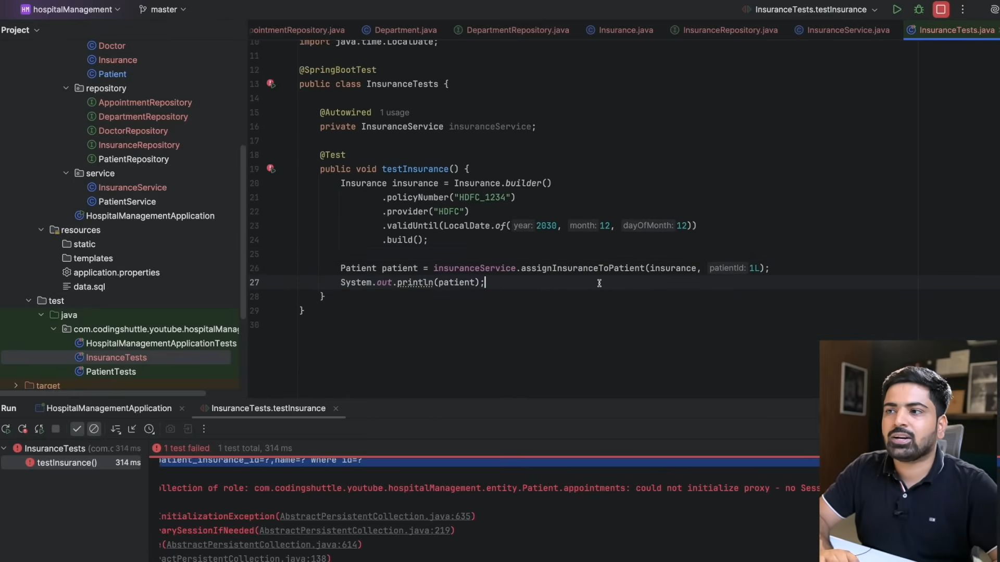 HM hospitalManagement master InsuranceTests.testInsurance
Project
pointmentRepository.java Department.java DepartmentRepository.java Insurance.java InsuranceRepository.java InsuranceService.java InsuranceTests.java
Doctor
Insurance
Patient
repository
AppointmentRepository
DepartmentRepository
DoctorRepository
InsuranceRepository
PatientRepository
service
InsuranceService
PatientService
HospitalManagementApplication
resources
static
templates
application.properties
data.sql
test
java
com.codingshuttle.youtube.hospitalManag
HospitalManagementApplicationTests
InsuranceTests
PatientTests
target
10 import java.time.LocalDate;
11
12 @SpringBootTest
13 public class InsuranceTests {
14
15 @Autowired 1 usage
16 private InsuranceService insuranceService;
17
18 @Test
19 public void testInsurance() {
20 Insurance insurance = Insurance.builder()
21 .policyNumber("HDFC_1234")
22 .provider("HDFC")
23 .validUntil(LocalDate.of( year: 2030, month: 12, dayOfMonth: 12))
24 .build();
25
26 Patient patient = insuranceService.assignInsuranceToPatient(insurance, patientId: 1L);
27 System.out.println(patient);
28 }
29 }
30
Run HospitalManagementApplication InsuranceTests.testInsurance
InsuranceTests (com.c 314 ms
testInsurance() 314 ms
1 test failed 1 test total, 314 ms
patient_insurance_id=?,name=? where id=?
llection of role: com.codingshuttle.youtube.hospitalManagement.entity.Patient.appointments: could not initialize proxy - no Sess
nitializationException(AbstractPersistentCollection.java:635)
arySessionIfNeeded(AbstractPersistentCollection.java:219)
(AbstractPersistentCollection.java:614)
actPersistentCollection.java:138)